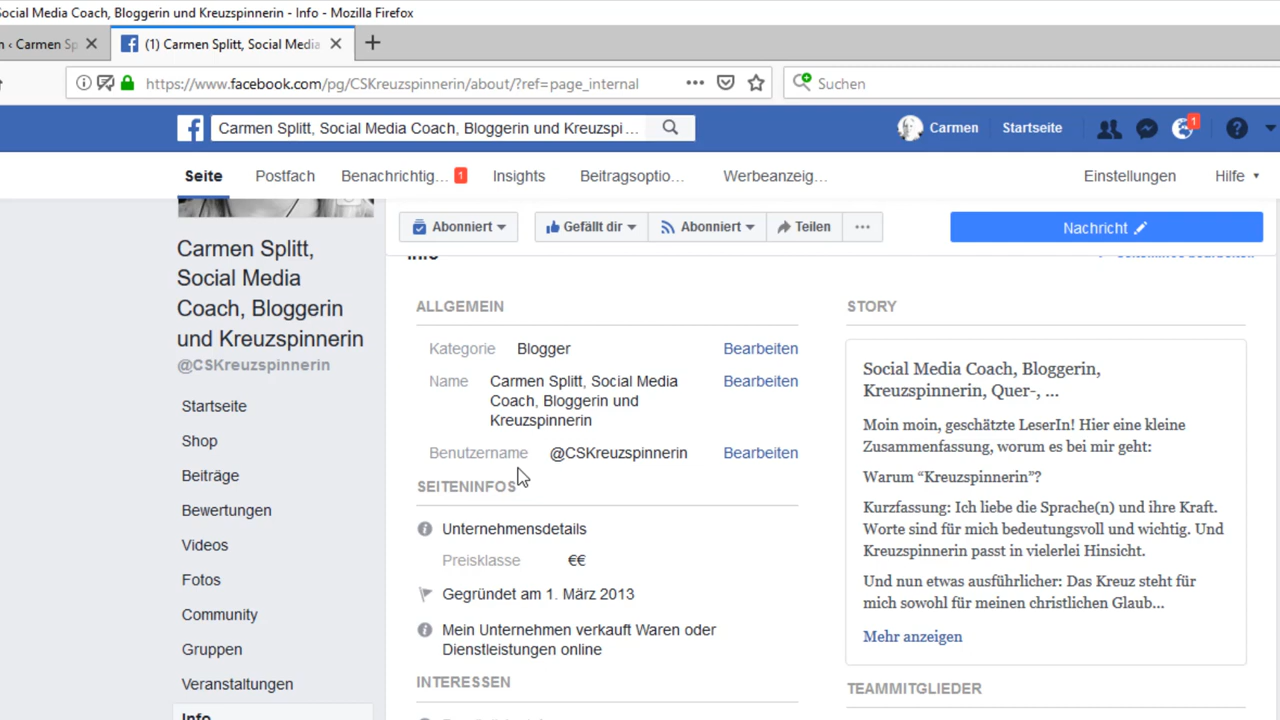 Social Media Coach, Bloggerin und Kreuzspinnerin - Info - Mozilla Firefox
n ‹ Carmen Sp
(1) Carmen Splitt, Social Media
https://www.facebook.com/pg/CSKreuzspinnerin/about/?ref=page_internal
Suchen
Carmen Splitt, Social Media Coach, Bloggerin und Kreuzspi...
Carmen
Startseite
1
Seite
Postfach
Benachrichtig...
1
Insights
Beitragsoptio...
Werbeanzeig...
Einstellungen
Hilfe
Abonniert
Gefällt dir
Abonniert
Teilen
Nachricht
Carmen Splitt,
Social Media
Coach, Bloggerin
und Kreuzspinnerin
@CSKreuzspinnerin
Startseite
Shop
Beiträge
Bewertungen
Videos
Fotos
Community
Gruppen
Veranstaltungen
Info
Info
ALLGEMEIN
Kategorie Blogger Bearbeiten
Name Carmen Splitt, Social Media Bearbeiten
Coach, Bloggerin und
Kreuzspinnerin
Benutzername @CSKreuzspinnerin Bearbeiten
SEITENINFOS
Unternehmensdetails
Preisklasse €€
Gegründet am 1. März 2013
Mein Unternehmen verkauft Waren oder
Dienstleistungen online
INTERESSEN
STORY
Social Media Coach, Bloggerin,
Kreuzspinnerin, Quer-, ...
Moin moin, geschätzte LeserIn! Hier eine kleine
Zusammenfassung, worum es bei mir geht:
Warum “Kreuzspinnerin”?
Kurzfassung: Ich liebe die Sprache(n) und ihre Kraft.
Worte sind für mich bedeutungsvoll und wichtig. Und
Kreuzspinnerin passt in vielerlei Hinsicht.
Und nun etwas ausführlicher: Das Kreuz steht für
mich sowohl für meinen christlichen Glaub...
Mehr anzeigen
TEAMMITGLIEDER